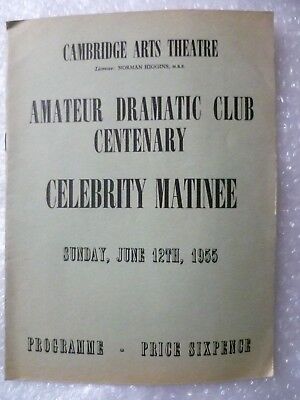 CAMBRIDGE ARTS THEATRE
Licensee: NORMAN HIGGINS, M.B.E.
AMATEUR DRAMATIC CLUB
CENTENARY
CELEBRITY MATINEE
SUNDAY, JUNE 12TH, 1955
PROGRAMME - PRICE SIXPENCE